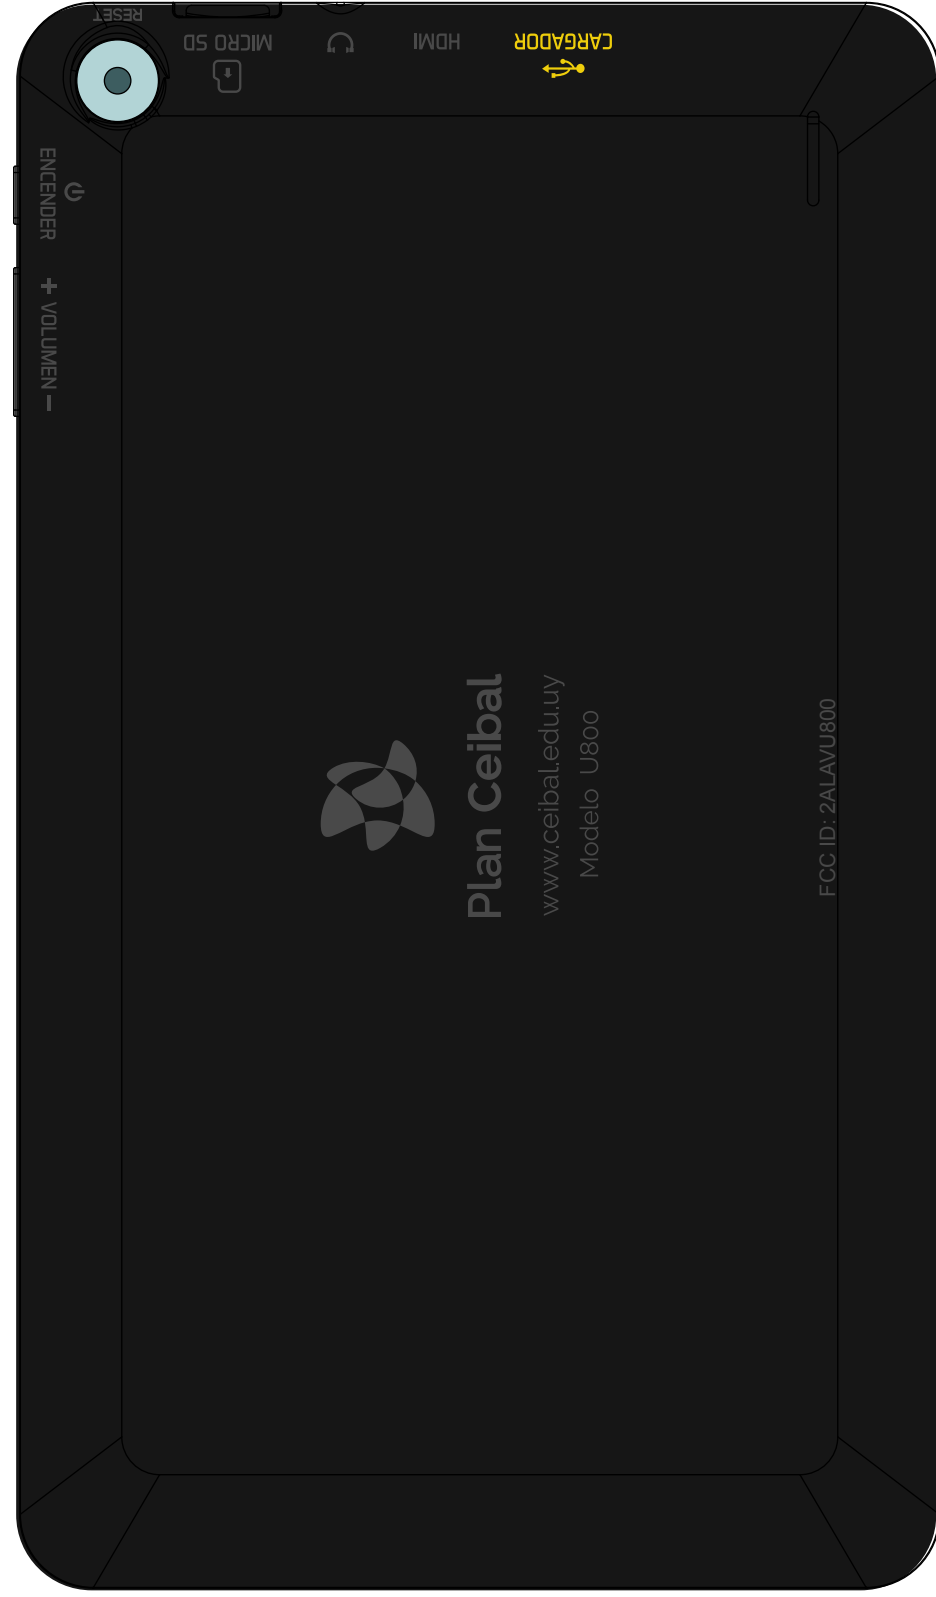 RESET
MICRO SD
HDMI
CARGADOR
ENCENDER
+ VOLUMEN −
Plan Ceibal
www.ceibal.edu.uy
Modelo U800
FCC ID: 2ALAVU800